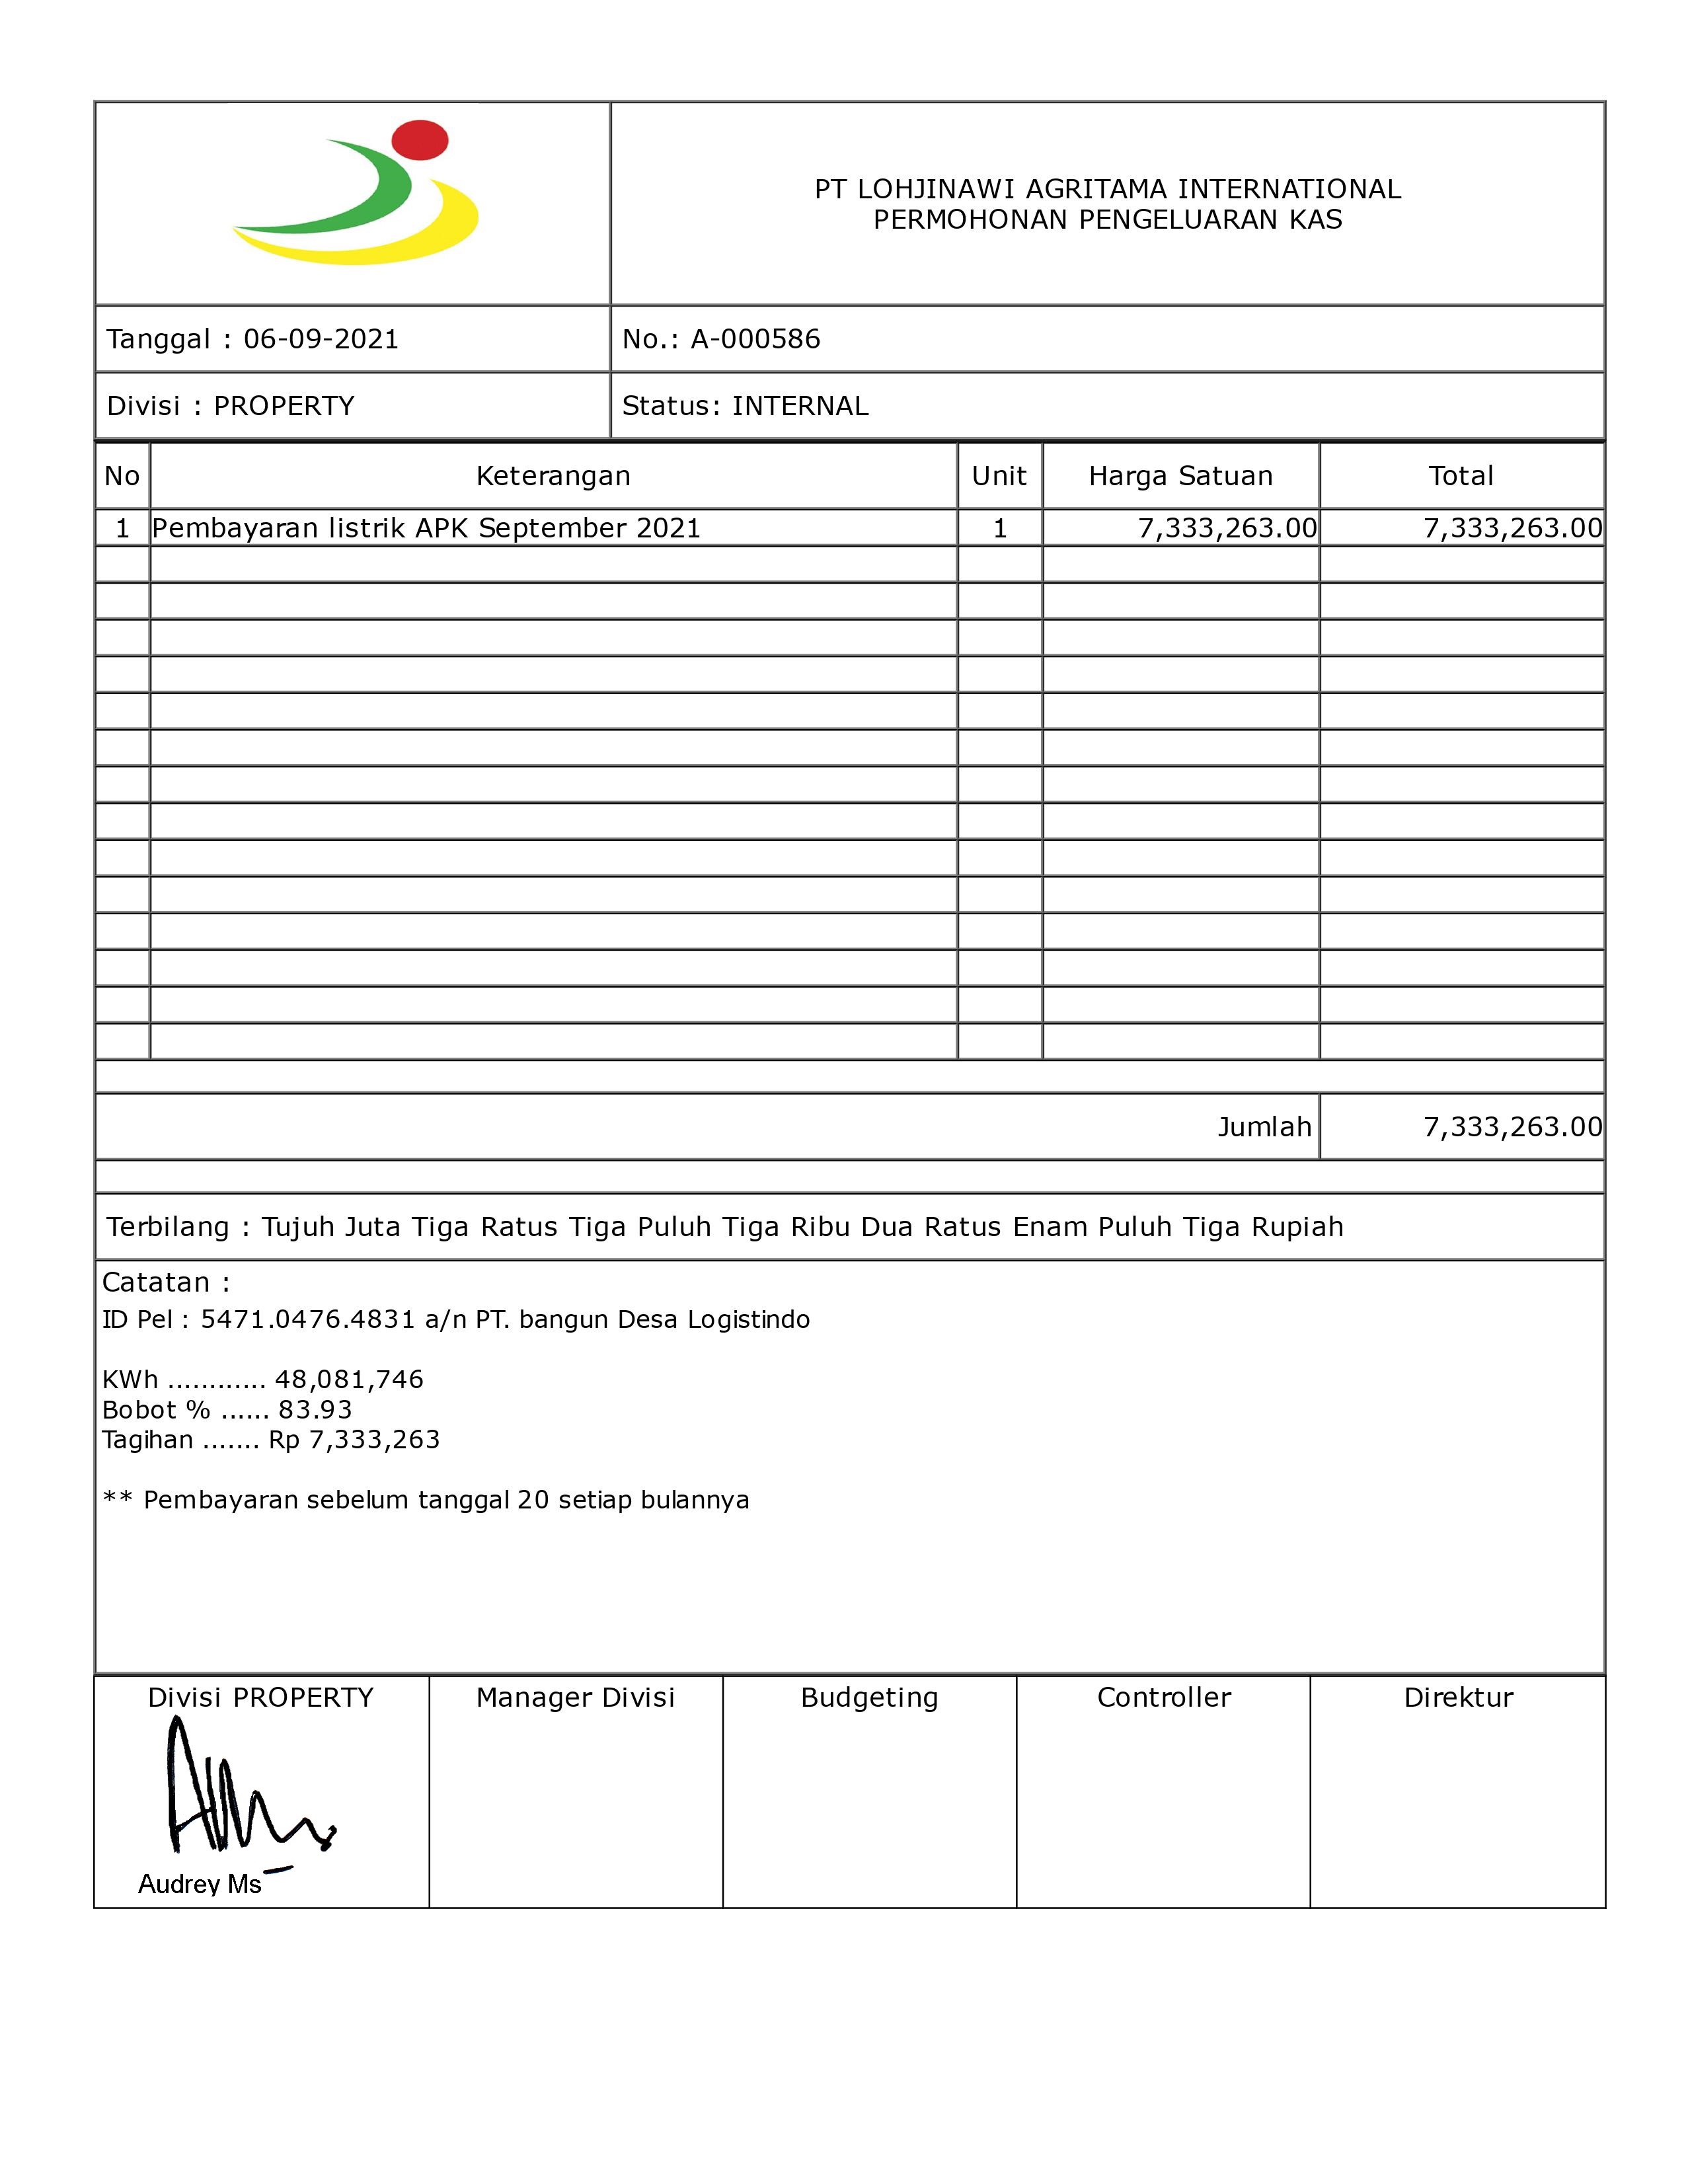 PT LOHJINAWI AGRITAMA INTERNATIONAL
PERMOHONAN PENGELUARAN KAS
Tanggal : 06-09-2021
No.: A-000586
Divisi : PROPERTY
Status: INTERNAL
No Keterangan Unit Harga Satuan Total
1 Pembayaran listrik APK September 2021 1 7,333,263.00 7,333,263.00
Jumlah 7,333,263.00
Terbilang : Tujuh Juta Tiga Ratus Tiga Puluh Tiga Ribu Dua Ratus Enam Puluh Tiga Rupiah
Catatan :
ID Pel : 5471.0476.4831 a/n PT. bangun Desa Logistindo
KWh ............ 48,081,746
Bobot % ...... 83.93
Tagihan ....... Rp 7,333,263
** Pembayaran sebelum tanggal 20 setiap bulannya
Divisi PROPERTY Manager Divisi Budgeting Controller Direktur
Audrey Ms